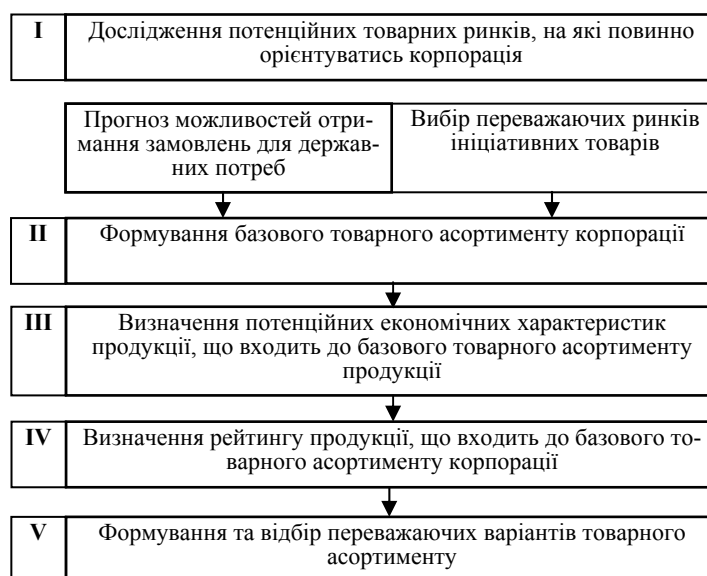 I
Дослідження потенційних товарних ринків, на які повинно
орієнтуватись корпорація
Прогноз можливостей отри-
мання замовлень для держав-
них потреб
Вибір переважаючих ринків
ініціативних товарів
II
Формування базового товарного асортименту корпорації
III
Визначення потенційних економічних характеристик
продукції, що входить до базового товарного асортименту
продукції
IV
Визначення рейтингу продукції, що входить до базового то-
варного асортименту корпорації
V
Формування та відбір переважаючих варіантів товарного
асортименту